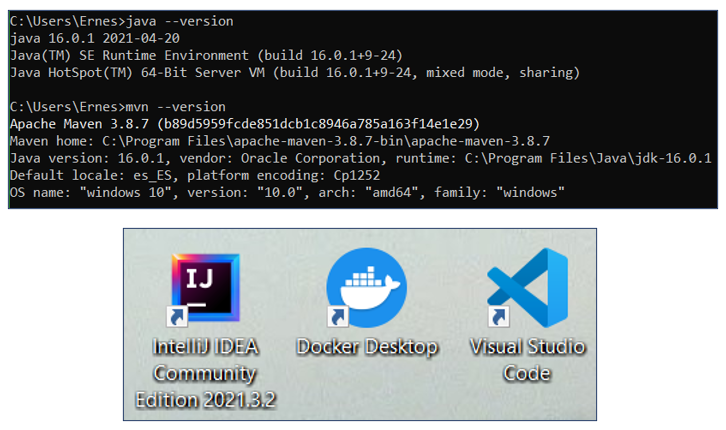 C:\Users\Ernes>java --version
java 16.0.1 2021-04-20
Java(TM) SE Runtime Environment (build 16.0.1+9-24)
Java HotSpot(TM) 64-Bit Server VM (build 16.0.1+9-24, mixed mode, sharing)
C:\Users\Ernes>mvn --version
Apache Maven 3.8.7 (b89d5959fcde851dcb1c8946a785a163f14e1e29)
Maven home: C:\Program Files\apache-maven-3.8.7-bin\apache-maven-3.8.7
Java version: 16.0.1, vendor: Oracle Corporation, runtime: C:\Program Files\Java\jdk-16.0.1
Default locale: es_ES, platform encoding: Cp1252
OS name: "windows 10", version: "10.0", arch: "amd64", family: "windows"
IJ
IntelliJ IDEA
Community
Edition 2021.3.2
Docker Desktop
Visual Studio
Code